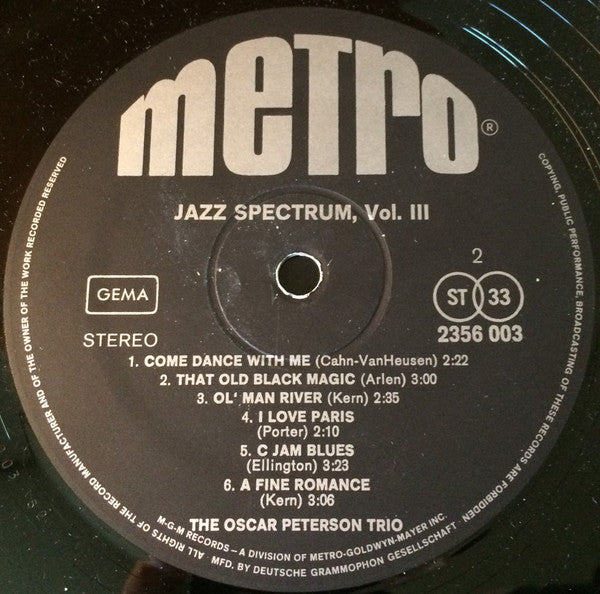 metro®
JAZZ SPECTRUM, Vol. III
2
GEMA
ST 33
STEREO
2356 003
1. COME DANCE WITH ME (Cahn-VanHeusen) 2:22
2. THAT OLD BLACK MAGIC (Arlen) 3:00
3. OL' MAN RIVER (Kern) 2:35
4. I LOVE PARIS
(Porter) 2:10
5. C JAM BLUES
(Ellington) 3:23
6. A FINE ROMANCE
(Kern) 3:06
THE OSCAR PETERSON TRIO
M-G-M RECORDS – A DIVISION OF METRO-GOLDWYN-MAYER INC.
MFD. BY DEUTSCHE GRAMMOPHON GESELLSCHAFT ·
ALL RIGHTS OF THE RECORD MANUFACTURER AND OF THE OWNER OF THE WORK RECORDED RESERVED
COPYING, PUBLIC PERFORMANCE, BROADCASTING OF THESE RECORDS ARE FORBIDDEN